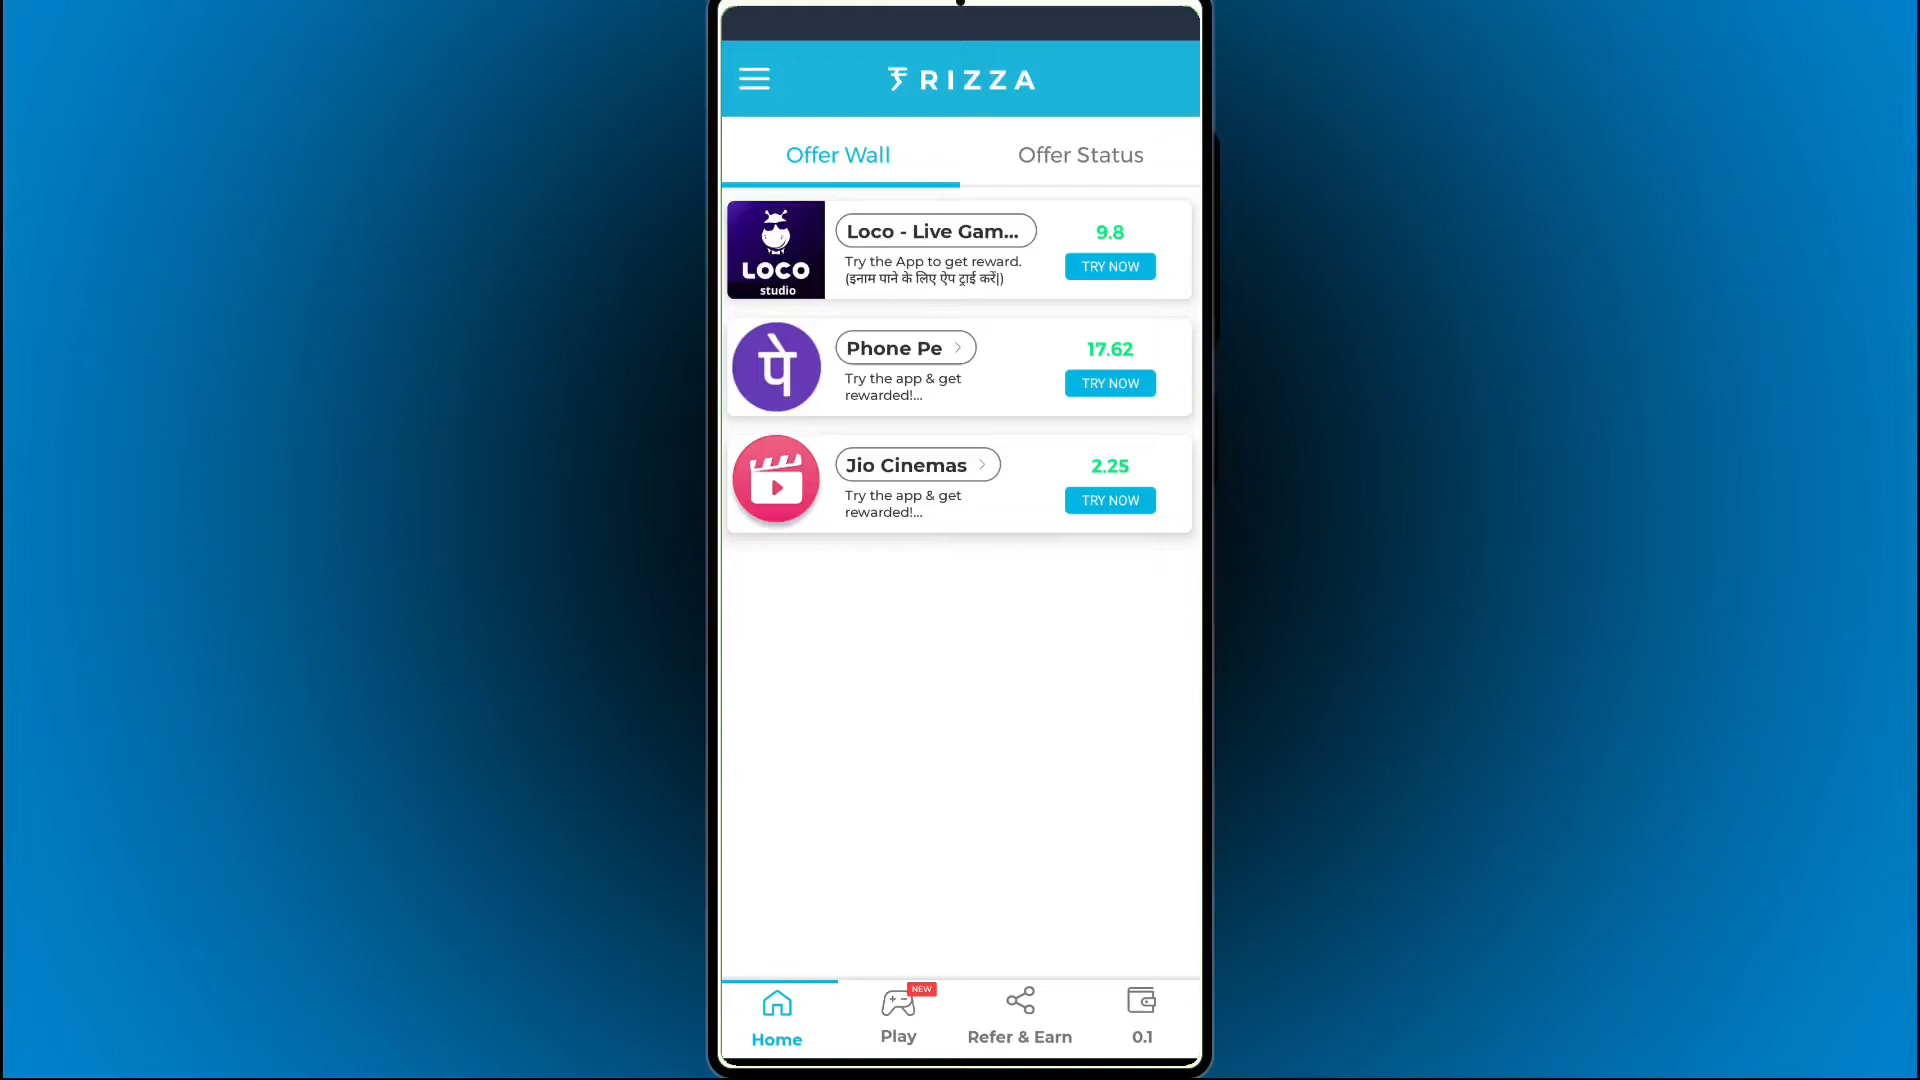 RIZZA
Offer Wall
Offer Status
LOCO
studio
Loco - Live Gam...
Try the App to get reward.
(इनाम पाने के लिए ऐप ट्राई करें|)
9.8
TRY NOW
पे
Phone Pe
Try the app & get
rewarded!...
17.62
TRY NOW
Jio Cinemas
Try the app & get
rewarded!...
2.25
TRY NOW
Home
NEW
Play
Refer & Earn
0.1